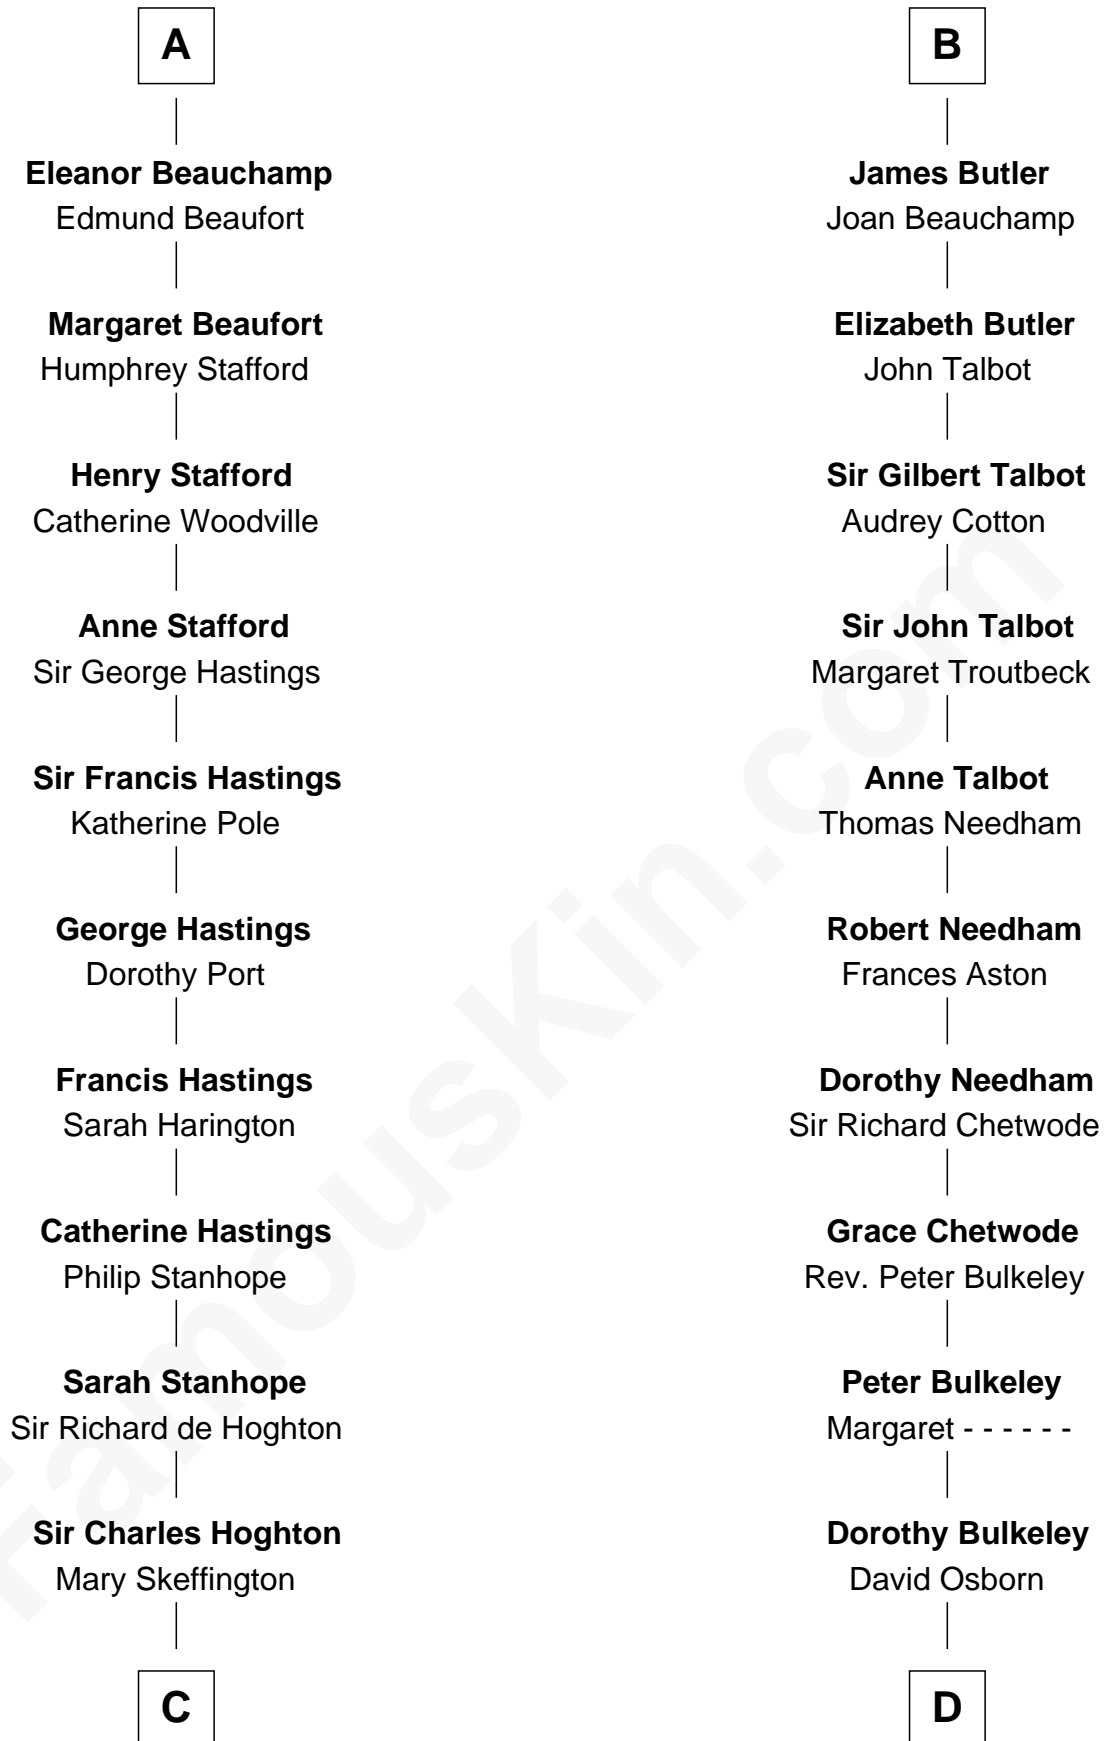 A
Eleanor Beauchamp
Edmund Beaufort
Margaret Beaufort
Humphrey Stafford
Henry Stafford
Catherine Woodville
Anne Stafford
Sir George Hastings
Sir Francis Hastings
Katherine Pole
George Hastings
Dorothy Port
Francis Hastings
Sarah Harington
Catherine Hastings
Philip Stanhope
Sarah Stanhope
Sir Richard de Hoghton
Sir Charles Hoghton
Mary Skeffington
C
B
James Butler
Joan Beauchamp
Elizabeth Butler
John Talbot
Sir Gilbert Talbot
Audrey Cotton
Sir John Talbot
Margaret Troutbeck
Anne Talbot
Thomas Needham
Robert Needham
Frances Aston
Dorothy Needham
Sir Richard Chetwode
Grace Chetwode
Rev. Peter Bulkeley
Peter Bulkeley
Margaret - - - - - -
Dorothy Bulkeley
David Osborn
D
FamousKin.com